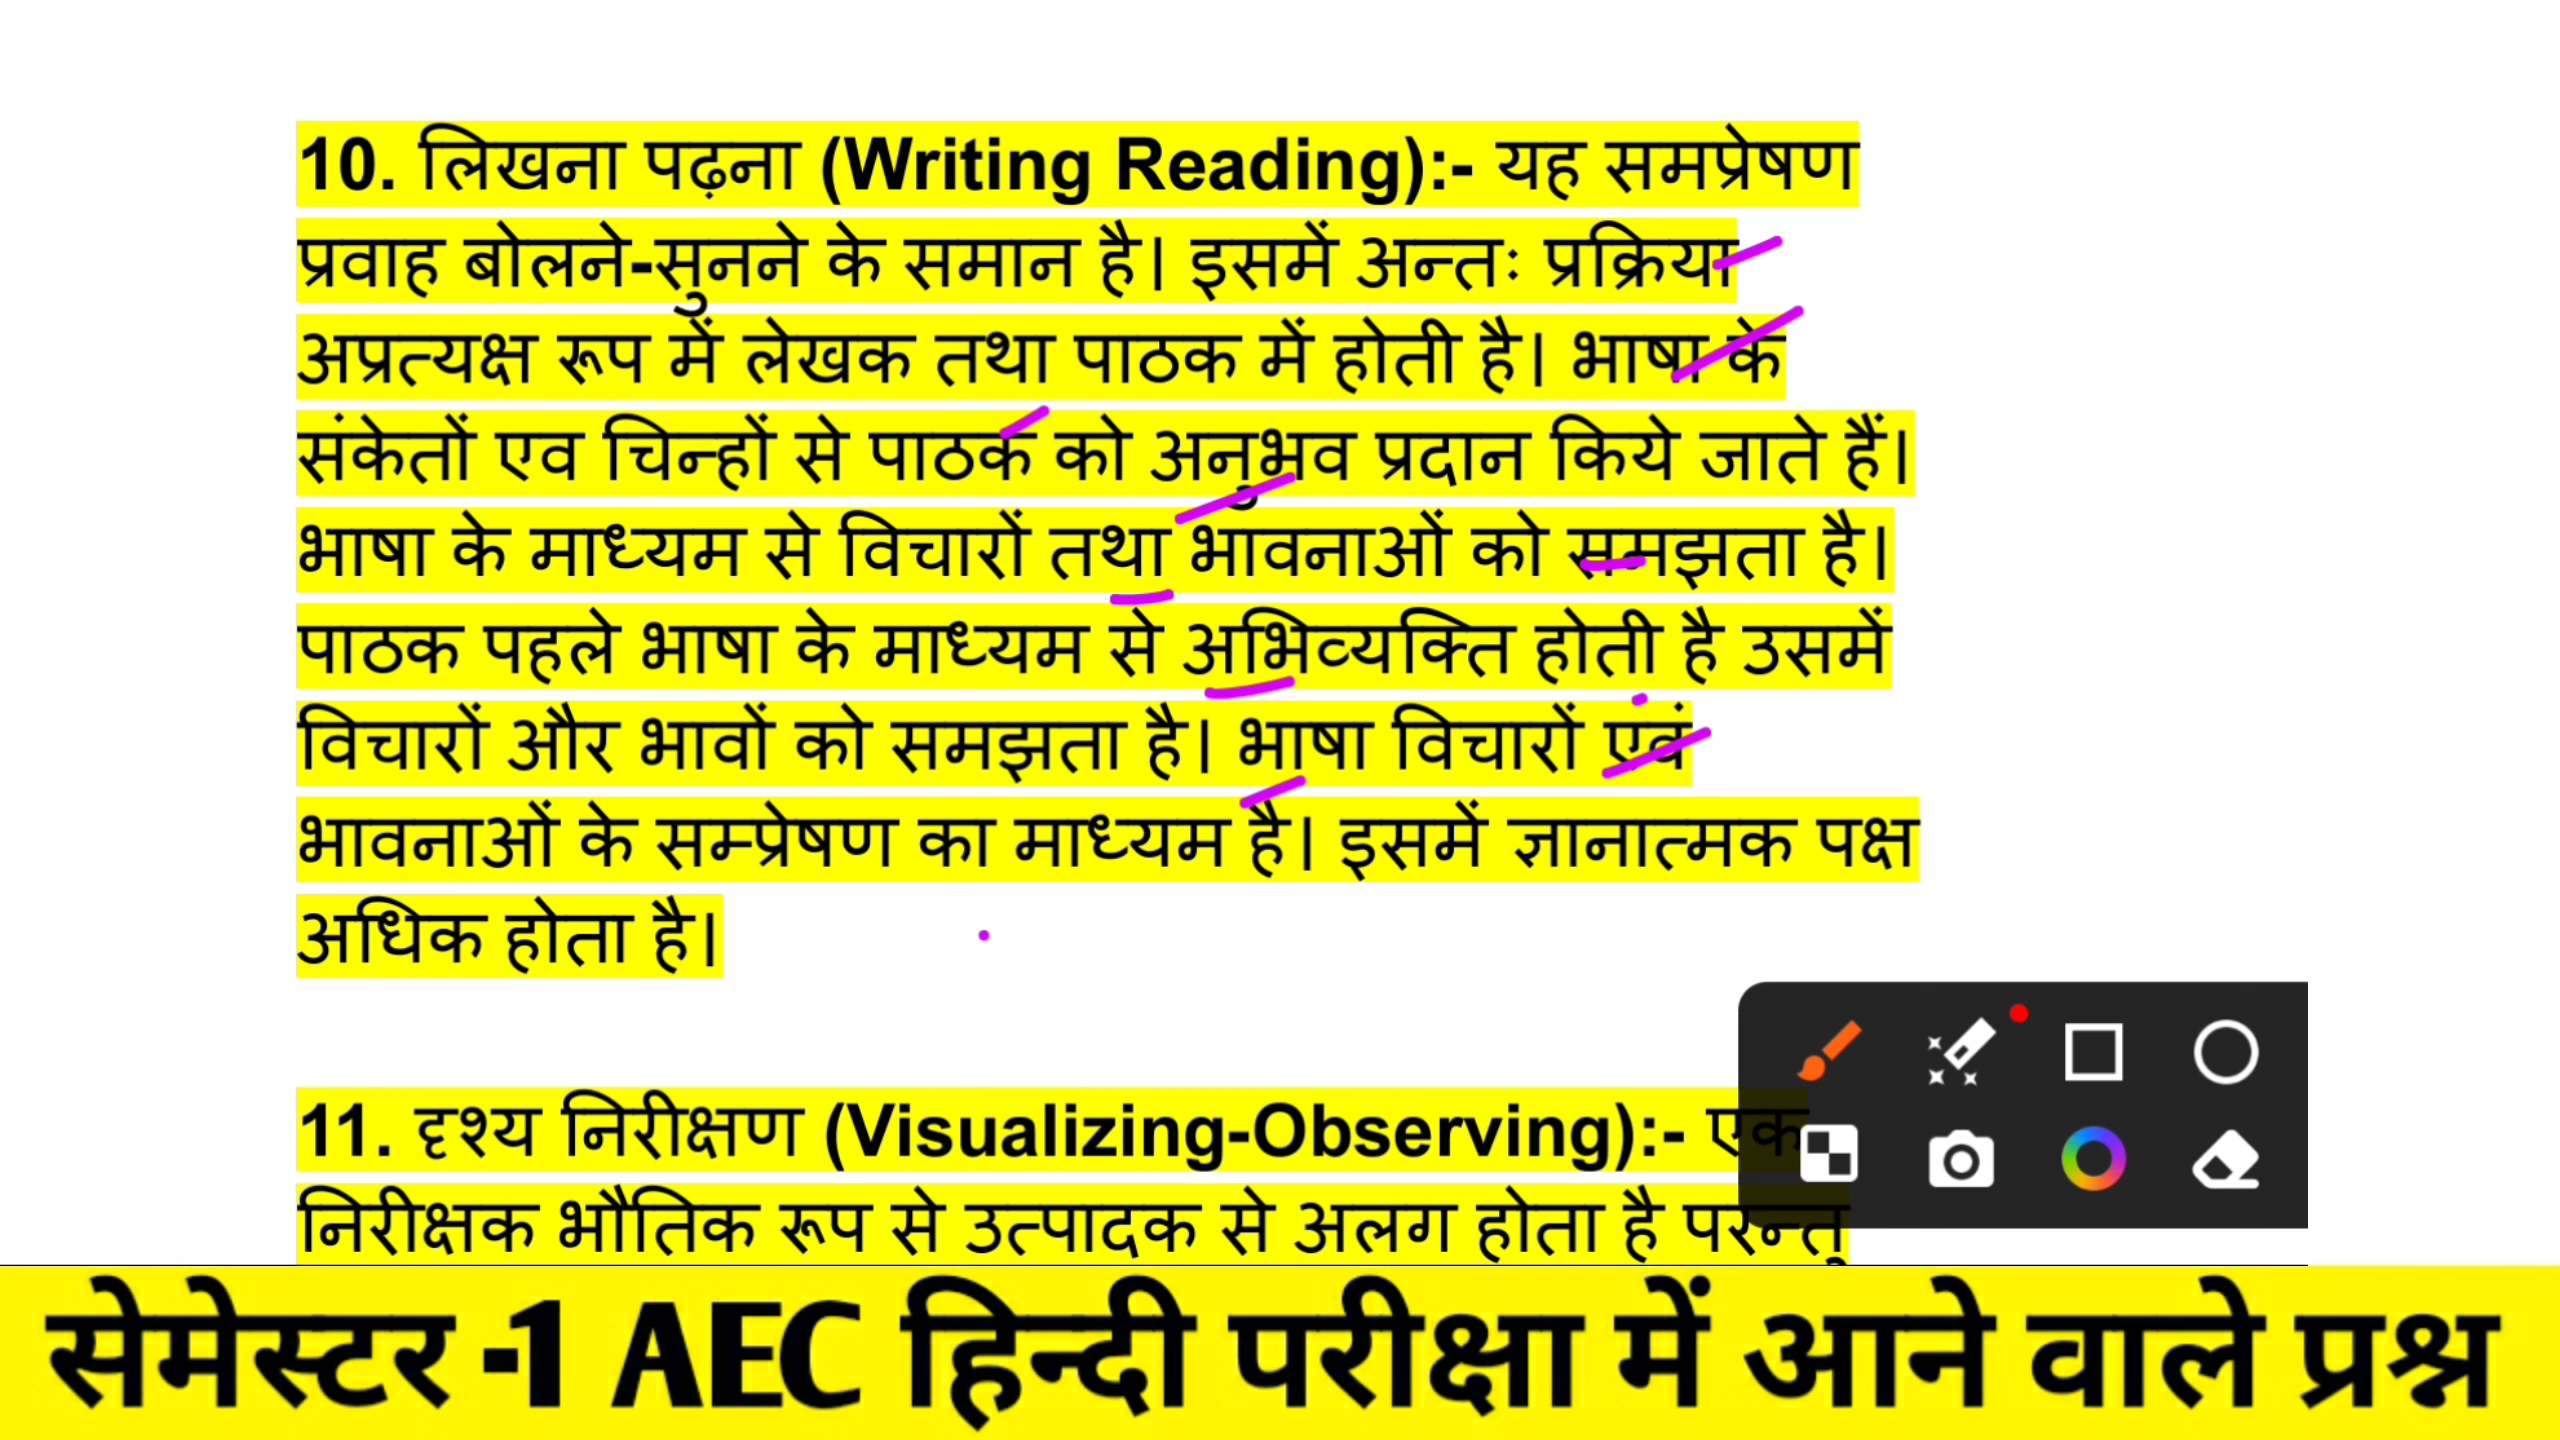 10. लिखना पढ़ना (Writing Reading):- यह समप्रेषण
प्रवाह बोलने-सुनने के समान है। इसमें अन्तः प्रक्रिया
अप्रत्यक्ष रूप में लेखक तथा पाठक में होती है। भाषा के
संकेतों एव चिन्हों से पाठक को अनुभव प्रदान किये जाते हैं।
भाषा के माध्यम से विचारों तथा भावनाओं को समझता है।
पाठक पहले भाषा के माध्यम से अभिव्यक्ति होती है उसमें
विचारों और भावों को समझता है। भाषा विचारों एवं
भावनाओं के सम्प्रेषण का माध्यम है। इसमें ज्ञानात्मक पक्ष
अधिक होता है।
11. दृश्य निरीक्षण (Visualizing-Observing):- एक
निरीक्षक भौतिक रूप से उत्पादक से अलग होता है परन्तु
सेमेस्टर -1 AEC हिन्दी परीक्षा में आने वाले प्रश्न